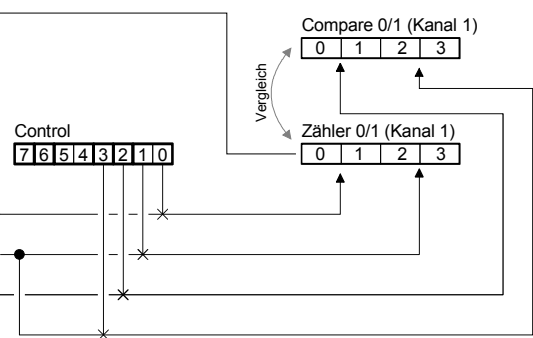 Compare 0/1 (Kanal 1)
0 1 2 3
Vergleich
Zähler 0/1 (Kanal 1)
0 1 2 3
Control
7 6 5 4 3 2 1 0